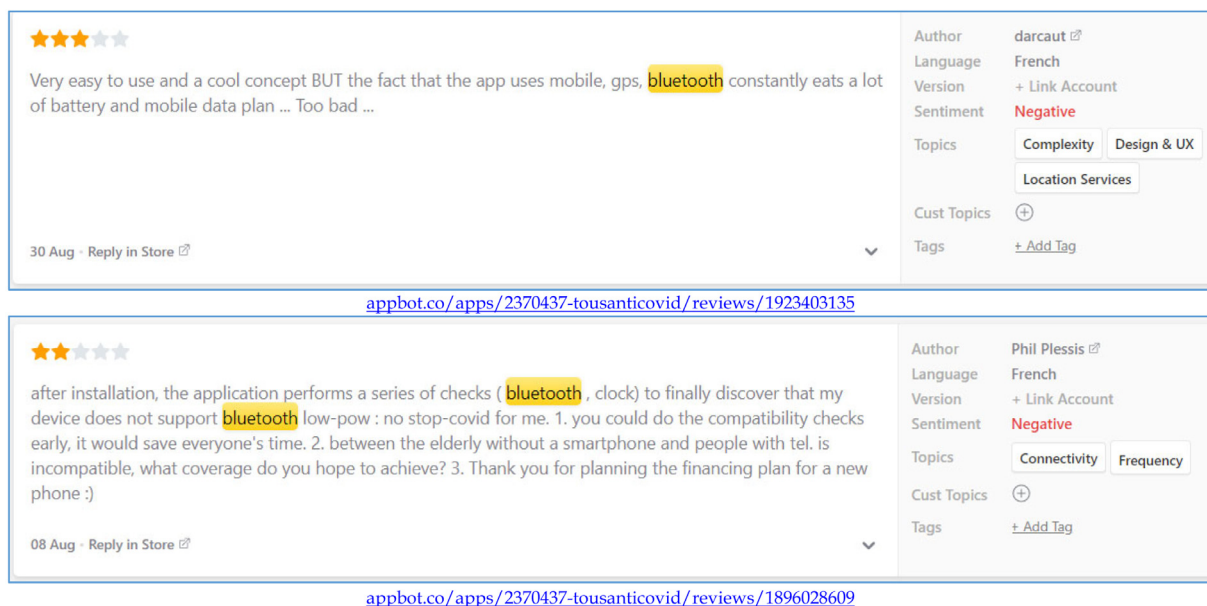 Very easy to use and a cool concept BUT the fact that the app uses mobile, gps, bluetooth constantly eats a lot
of battery and mobile data plan ... Too bad ...
30 Aug · Reply in Store
Author darcaut
Language French
Version + Link Account
Sentiment Negative
Topics Complexity Design & UX
Location Services
Cust Topics
Tags + Add Tag
appbot.co/apps/2370437-tousanticovid/reviews/1923403135
after installation, the application performs a series of checks ( bluetooth , clock) to finally discover that my
device does not support bluetooth low-pow : no stop-covid for me. 1. you could do the compatibility checks
early, it would save everyone's time. 2. between the elderly without a smartphone and people with tel. is
incompatible, what coverage do you hope to achieve? 3. Thank you for planning the financing plan for a new
phone :)
08 Aug · Reply in Store
Author Phil Plessis
Language French
Version + Link Account
Sentiment Negative
Topics Connectivity Frequency
Cust Topics
Tags + Add Tag
appbot.co/apps/2370437-tousanticovid/reviews/1896028609